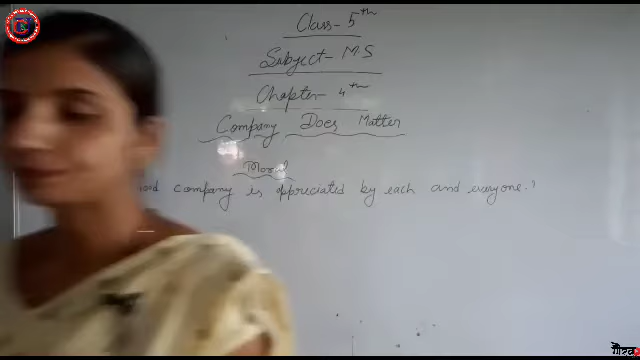 Class- 5th
Subject- M.S
Chapter- 4th
Company Does Matter
Moral
company is appreciated by each and everyone.